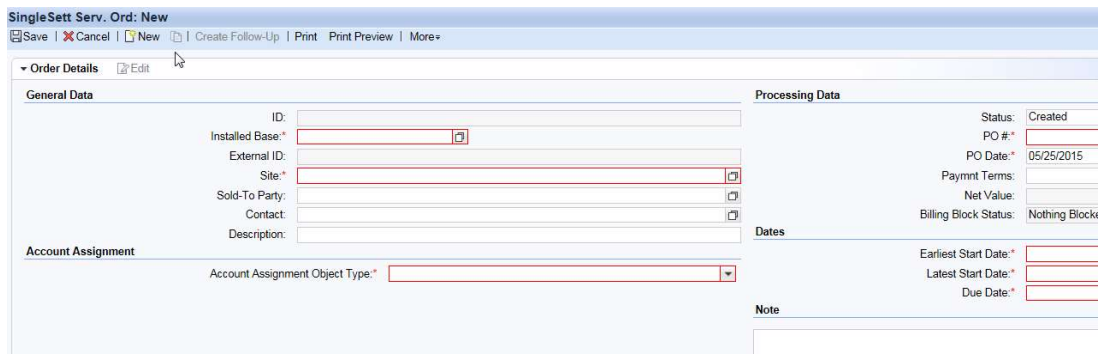 SingleSett Serv. Ord: New
Save | Cancel | New | Create Follow-Up | Print Print Preview | More
Order Details Edit
General Data
ID:
Installed Base:*
External ID:
Site:*
Sold-To Party:
Contact:
Description:
Account Assignment
Account Assignment Object Type:*
Processing Data
Status: Created
PO #:*
PO Date:* 05/25/2015
Paymnt Terms:
Net Value:
Billing Block Status: Nothing Blocke
Dates
Earliest Start Date:*
Latest Start Date:*
Due Date:*
Note